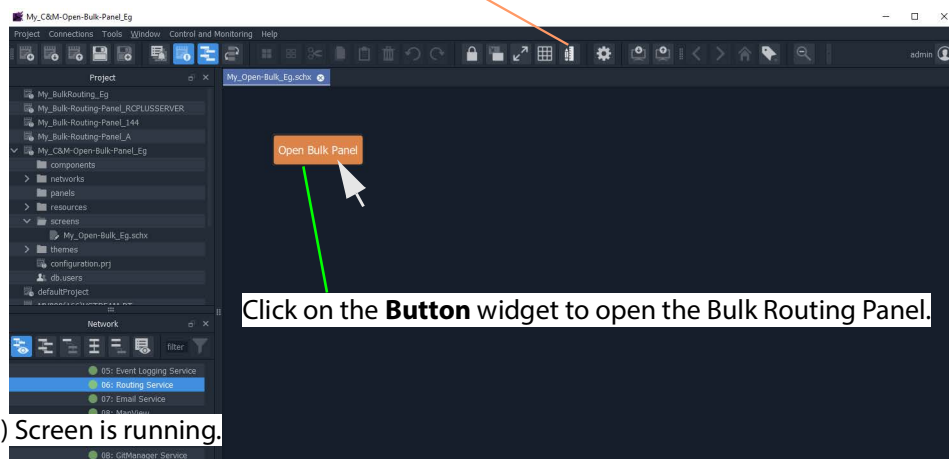 My_C&M-Open-Bulk-Panel_Eg
Project Connections Tools Window Control and Monitoring Help
admin
Project
My_Open-Bulk_Eg.schx
My_BulkRouting_Eg
My_Bulk-Routing-Panel_RCPLUSSERVER
My_Bulk-Routing-Panel_144
My_Bulk-Routing-Panel_A
My_C&M-Open-Bulk-Panel_Eg
components
networks
panels
resources
screens
My_Open-Bulk_Eg.schx
themes
configuration.prj
db.users
defaultProject
Open Bulk Panel
Click on the Button widget to open the Bulk Routing Panel.
Network
filter
05: Event Logging Service
06: Routing Service
07: Email Service
08: MapView
) Screen is running.
08: GitManager Service